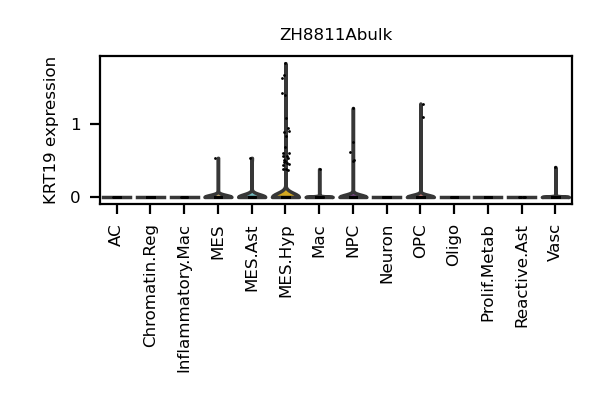 ZH8811Abulk
KRT19 expression
1
0
AC
Chromatin.Reg
Inflammatory.Mac
MES
MES.Ast
MES.Hyp
Mac
NPC
Neuron
OPC
Oligo
Prolif.Metab
Reactive.Ast
Vasc